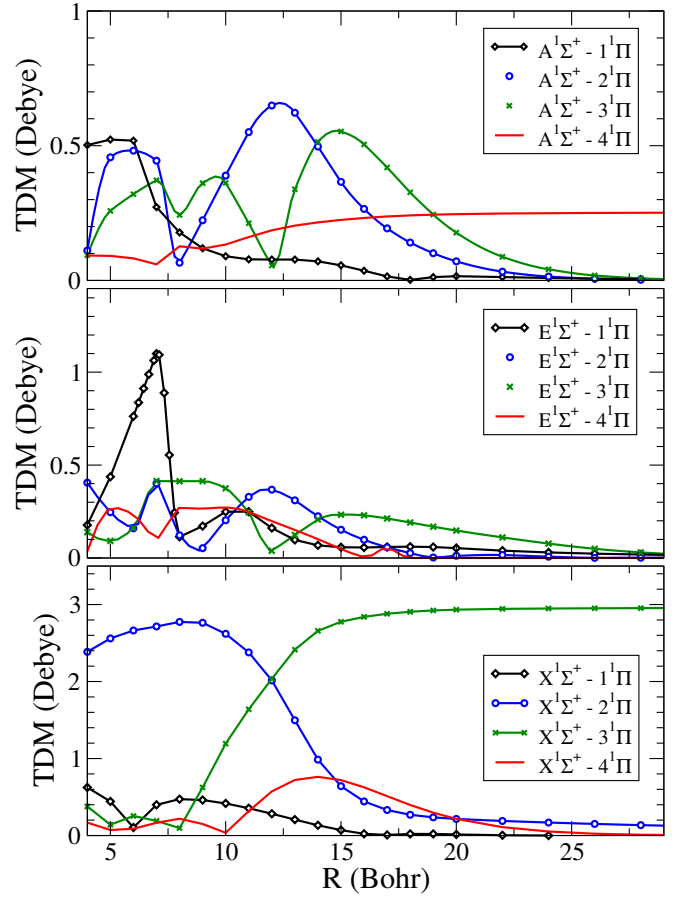 1
A¹Σ⁺ - 1¹Π
A¹Σ⁺ - 2¹Π
A¹Σ⁺ - 3¹Π
A¹Σ⁺ - 4¹Π
TDM (Debye)
0.5
0
1
E¹Σ⁺ - 1¹Π
E¹Σ⁺ - 2¹Π
E¹Σ⁺ - 3¹Π
E¹Σ⁺ - 4¹Π
TDM (Debye)
0.5
0
3
2
TDM (Debye)
X¹Σ⁺ - 1¹Π
X¹Σ⁺ - 2¹Π
X¹Σ⁺ - 3¹Π
X¹Σ⁺ - 4¹Π
1
0
5 10 15 20 25
R (Bohr)